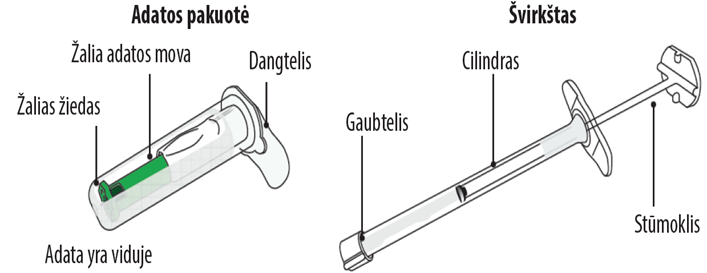 Adatos pakuotė
Žalia adatos mova
Dangtelis
Žalias žiedas
Adata yra viduje
Švirkštas
Cilindras
Gaubtelis
Stūmoklis